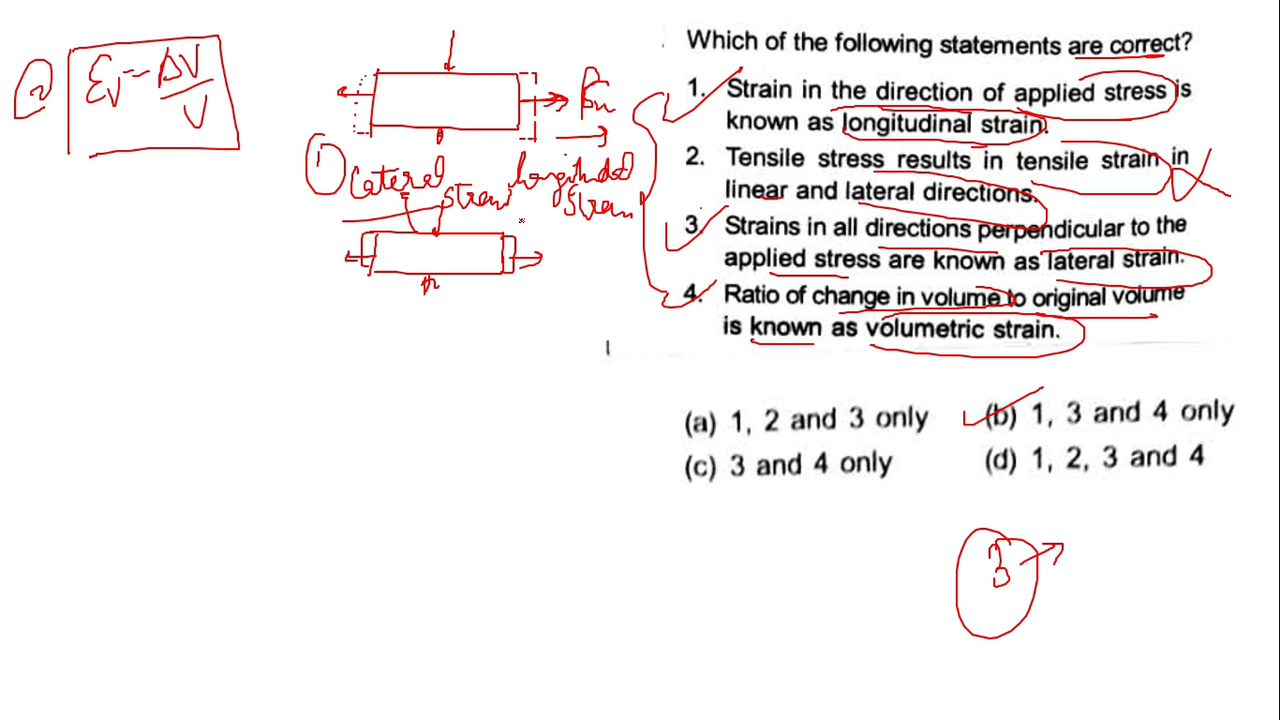 Which of the following statements are correct?
1. Strain in the direction of applied stress is
known as longitudinal strain.
2. Tensile stress results in tensile strain in
linear and lateral directions.
3. Strains in all directions perpendicular to the
applied stress are known as lateral strain.
4. Ratio of change in volume to original volume
is known as volumetric strain.
(a) 1, 2 and 3 only
(b) 1, 3 and 4 only
(c) 3 and 4 only
(d) 1, 2, 3 and 4
2
εv = ΔV
V
1
Lateral
strain
longitudinal
strain
3